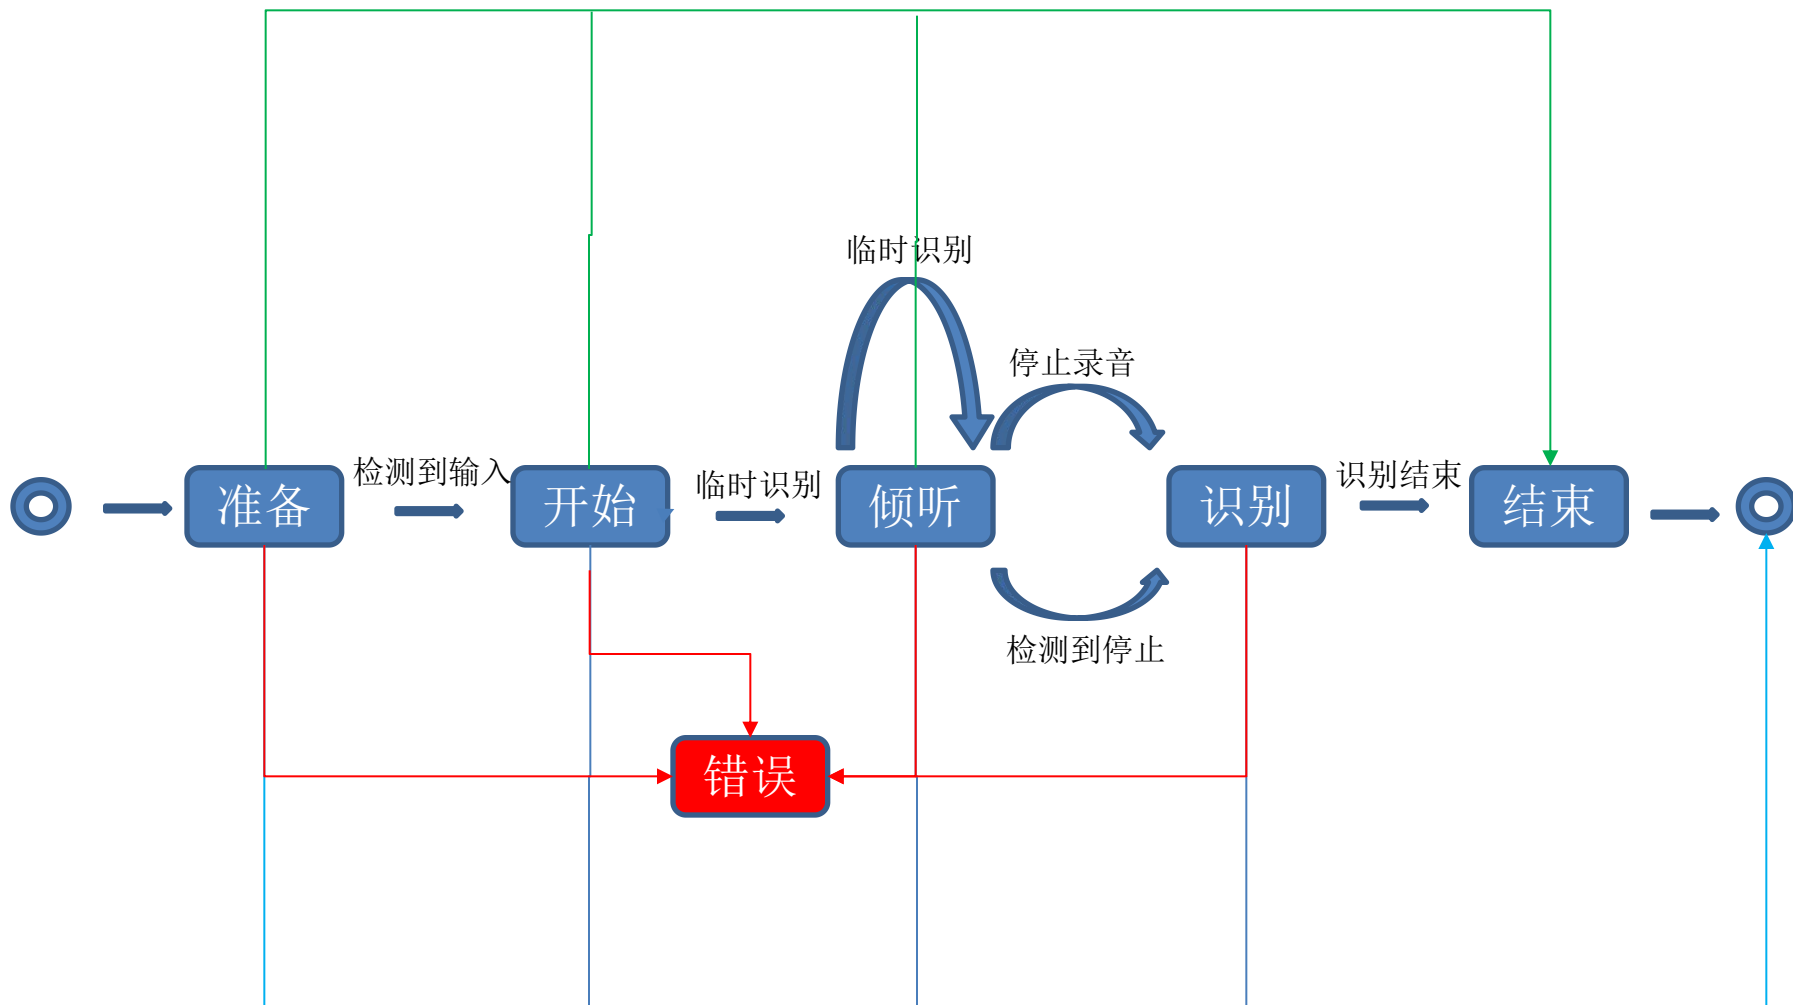 临时识别
停止录音
检测到输入
临时识别
识别结束
准备
开始
倾听
识别
结束
检测到停止
错误